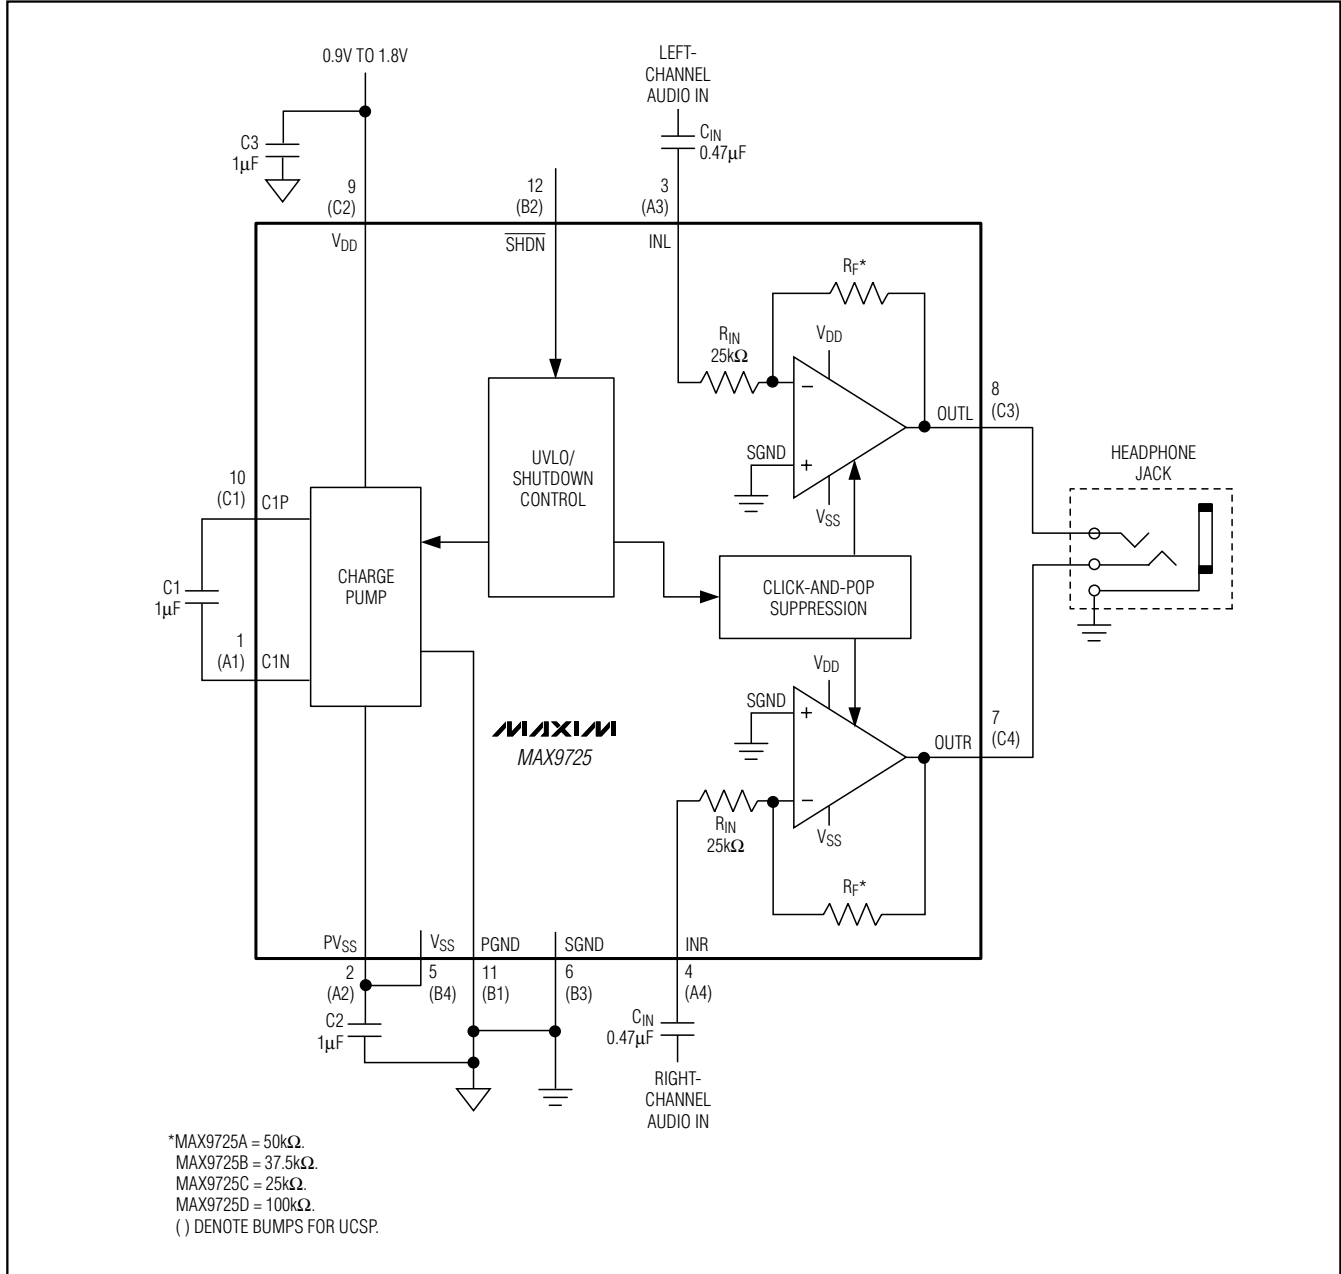 0.9V TO 1.8V
LEFT-
CHANNEL
AUDIO IN
C3
1µF
CIN
0.47µF
9
(C2)
12
(B2)
3
(A3)
VDD
SHDN
INL
RF*
RIN
25kΩ
VDD
−
8
(C3)
OUTL
SGND
+
VSS
HEADPHONE
JACK
UVLO/
SHUTDOWN
CONTROL
10
(C1)
C1P
C1
1µF
CHARGE
PUMP
CLICK-AND-POP
SUPPRESSION
1
(A1)
C1N
VDD
SGND
+
7
(C4)
OUTR
MAXIM
MAX9725
−
RIN
25kΩ
VSS
RF*
PVSS
VSS
PGND
SGND
INR
2
(A2)
5
(B4)
11
(B1)
6
(B3)
4
(A4)
C2
1µF
CIN
0.47µF
RIGHT-
CHANNEL
AUDIO IN
*MAX9725A = 50kΩ.
MAX9725B = 37.5kΩ.
MAX9725C = 25kΩ.
MAX9725D = 100kΩ.
( ) DENOTE BUMPS FOR UCSP.